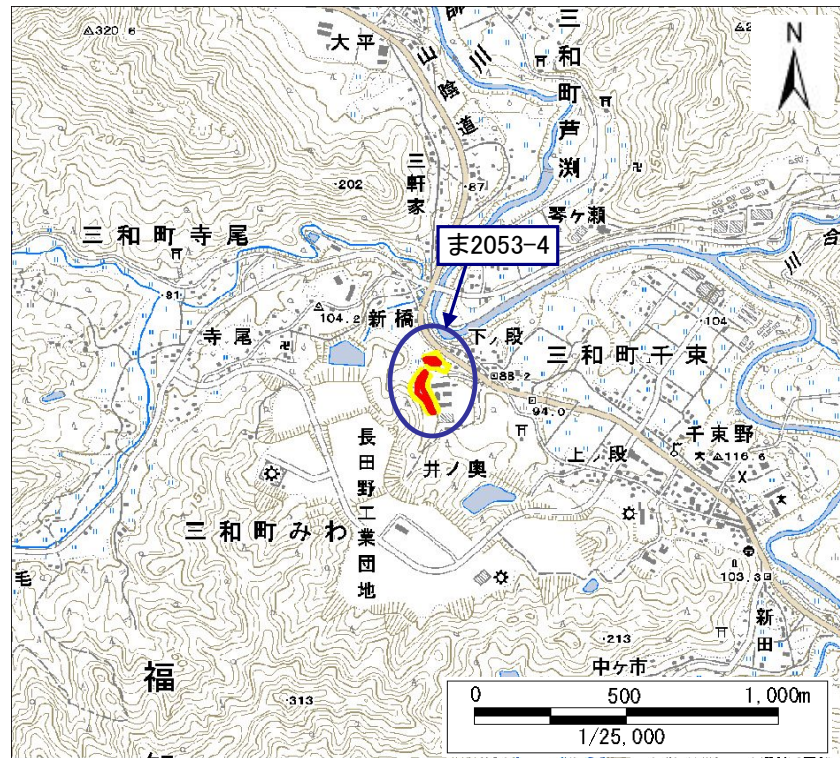 320.6
大平
山陰道
川
三和町芦渕
N
三軒家
・87
・202
琴ヶ瀬
三和町寺尾
ま2053-4
・81
104.2
新橋
下ノ段
寺尾
・104
三和町千束
88.2
94.0
千束野
116.6
長田野工業団地
井ノ奥
上ノ段
三和町みわ
毛
103.3
新田
・213
中ヶ市
福
・313
0 500 1,000m
1/25,000